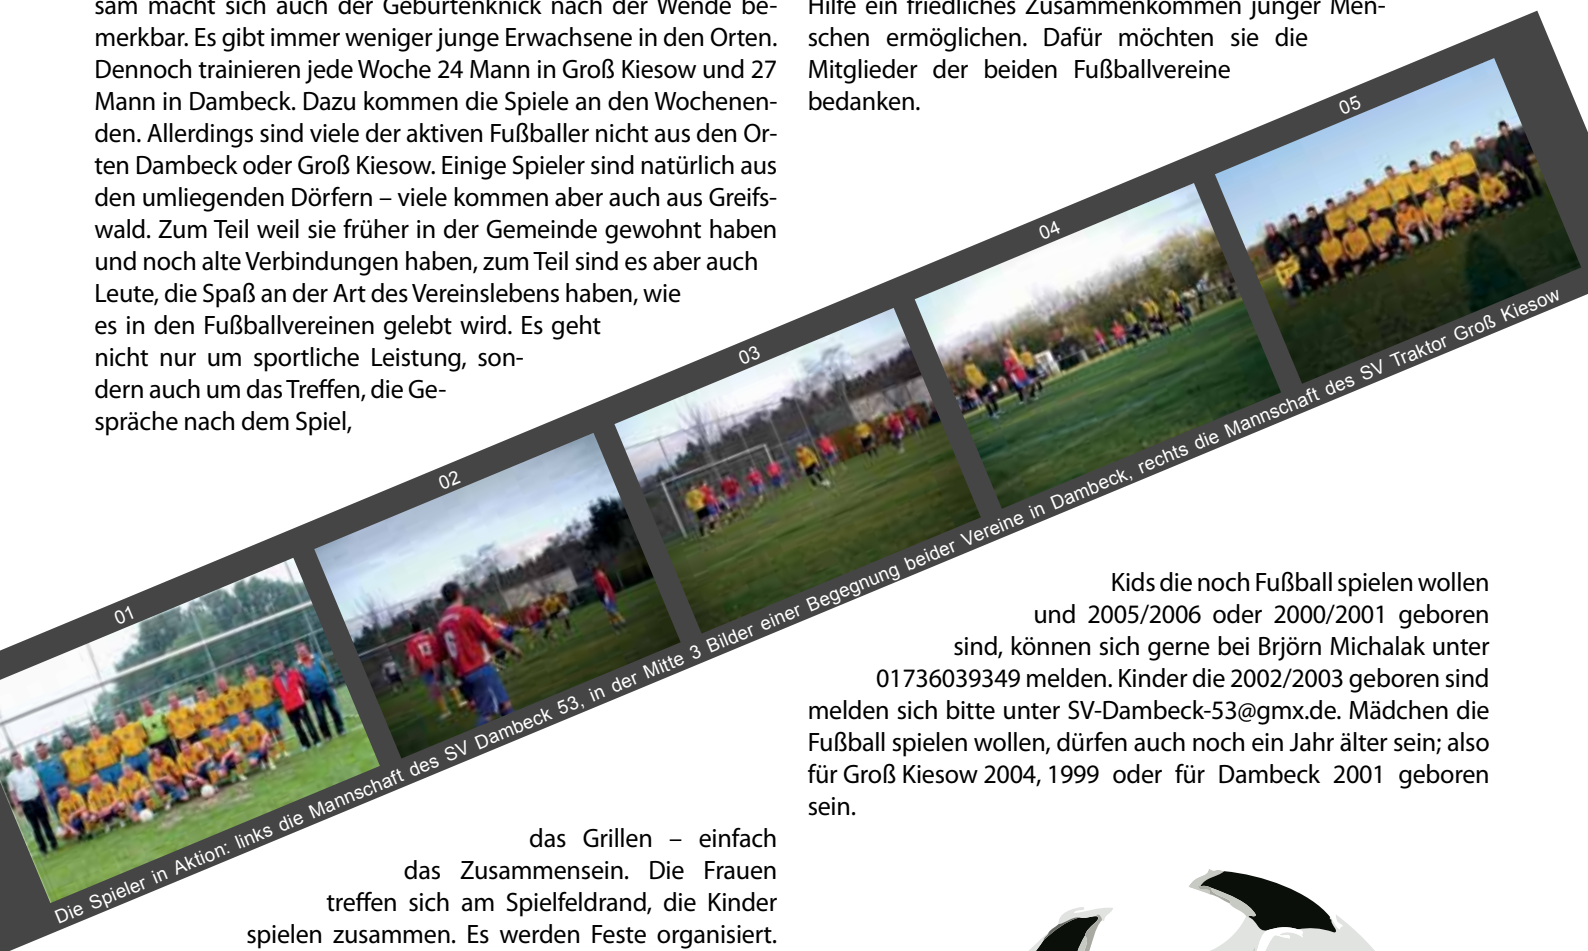 sam macht sich auch der Geburtenknick nach der Wende be-
merkbar. Es gibt immer weniger junge Erwachsene in den Orten.
Dennoch trainieren jede Woche 24 Mann in Groß Kiesow und 27
Mann in Dambeck. Dazu kommen die Spiele an den Wochenen-
den. Allerdings sind viele der aktiven Fußballer nicht aus den Or-
ten Dambeck oder Groß Kiesow. Einige Spieler sind natürlich aus
den umliegenden Dörfern – viele kommen aber auch aus Greifs-
wald. Zum Teil weil sie früher in der Gemeinde gewohnt haben
und noch alte Verbindungen haben, zum Teil sind es aber auch
Leute, die Spaß an der Art des Vereinslebens haben, wie
es in den Fußballvereinen gelebt wird. Es geht
nicht nur um sportliche Leistung, son-
dern auch um das Treffen, die Ge-
spräche nach dem Spiel,
das Grillen – einfach
das Zusammensein. Die Frauen
treffen sich am Spielfeldrand, die Kinder
spielen zusammen. Es werden Feste organisiert.
Hilfe ein friedliches Zusammenkommen junger Men-
schen ermöglichen. Dafür möchten sie die
Mitglieder der beiden Fußballvereine
bedanken.
01
02
03
04
05
Die Spieler in Aktion: links die Mannschaft des SV Dambeck 53, in der Mitte 3 Bilder einer Begegnung beider Vereine in Dambeck, rechts die Mannschaft des SV Traktor Groß Kiesow
Kids die noch Fußball spielen wollen
und 2005/2006 oder 2000/2001 geboren
sind, können sich gerne bei Brjörn Michalak unter
01736039349 melden. Kinder die 2002/2003 geboren sind
melden sich bitte unter SV-Dambeck-53@gmx.de. Mädchen die
Fußball spielen wollen, dürfen auch noch ein Jahr älter sein; also
für Groß Kiesow 2004, 1999 oder für Dambeck 2001 geboren
sein.